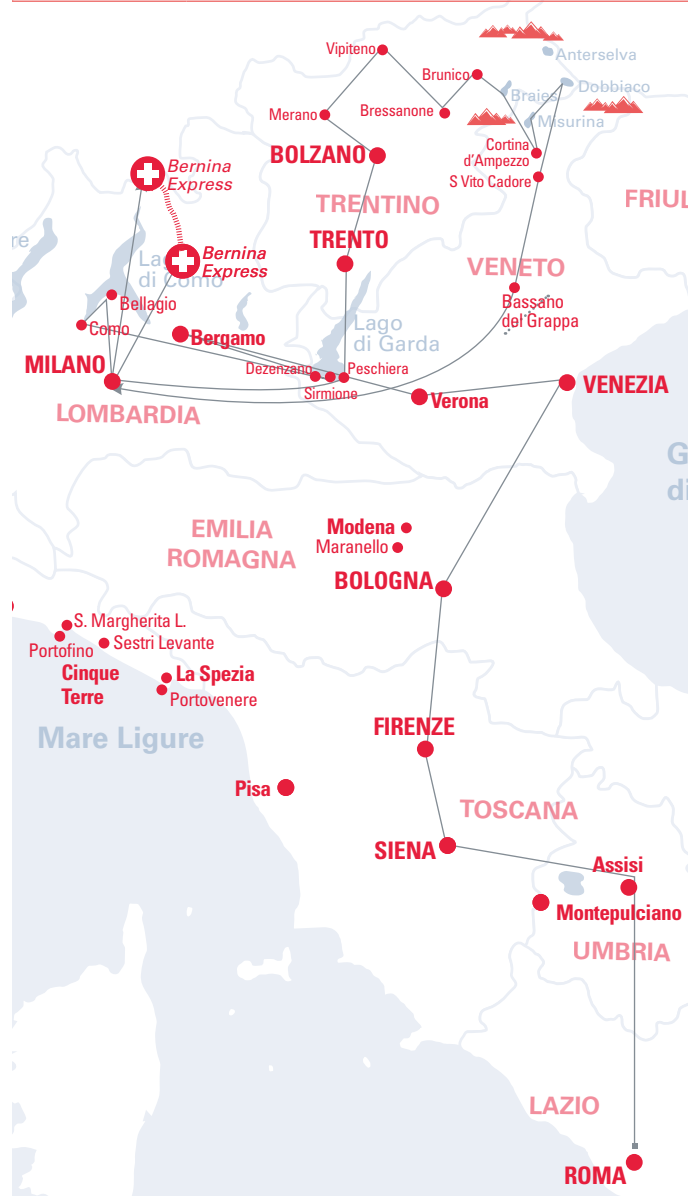 Vipiteno
Anterselva
Brunico
Dobbiaco
Braies
Merano
Bressanone
Misurina
BOLZANO
Cortina
d'Ampezzo
Bernina
Express
S Vito Cadore
TRENTINO
FRIUL
re
TRENTO
Bernina
Express
Lag
di Como
VENETO
Bellagio
Bassano
del Grappa
Como
Bergamo
Lago
di Garda
MILANO
Dezenzano
Peschiera
Sirmione
VENEZIA
Verona
LOMBARDIA
G
di
EMILIA
ROMAGNA
Modena
Maranello
BOLOGNA
S. Margherita L.
Portofino
Sestri Levante
Cinque
Terre
La Spezia
Portovenere
Mare Ligure
FIRENZE
Pisa
TOSCANA
SIENA
Assisi
Montepulciano
UMBRIA
LAZIO
ROMA